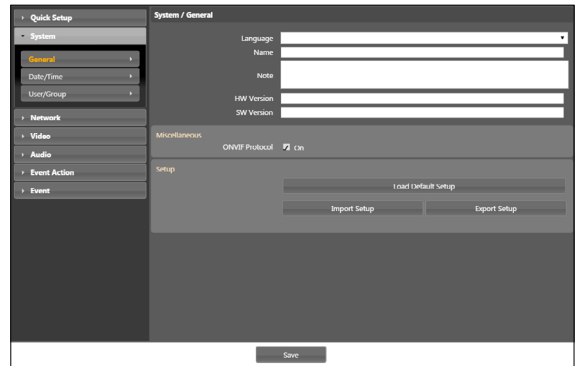 Quick Setup
System
General
Date/Time
User/Group
Network
Video
Audio
Event Action
Event
System / General
Language
Name
Note
HW Version
SW Version
Miscellaneous
ONVIF Protocol On
Setup
Load Default Setup
Import Setup Export Setup
Save